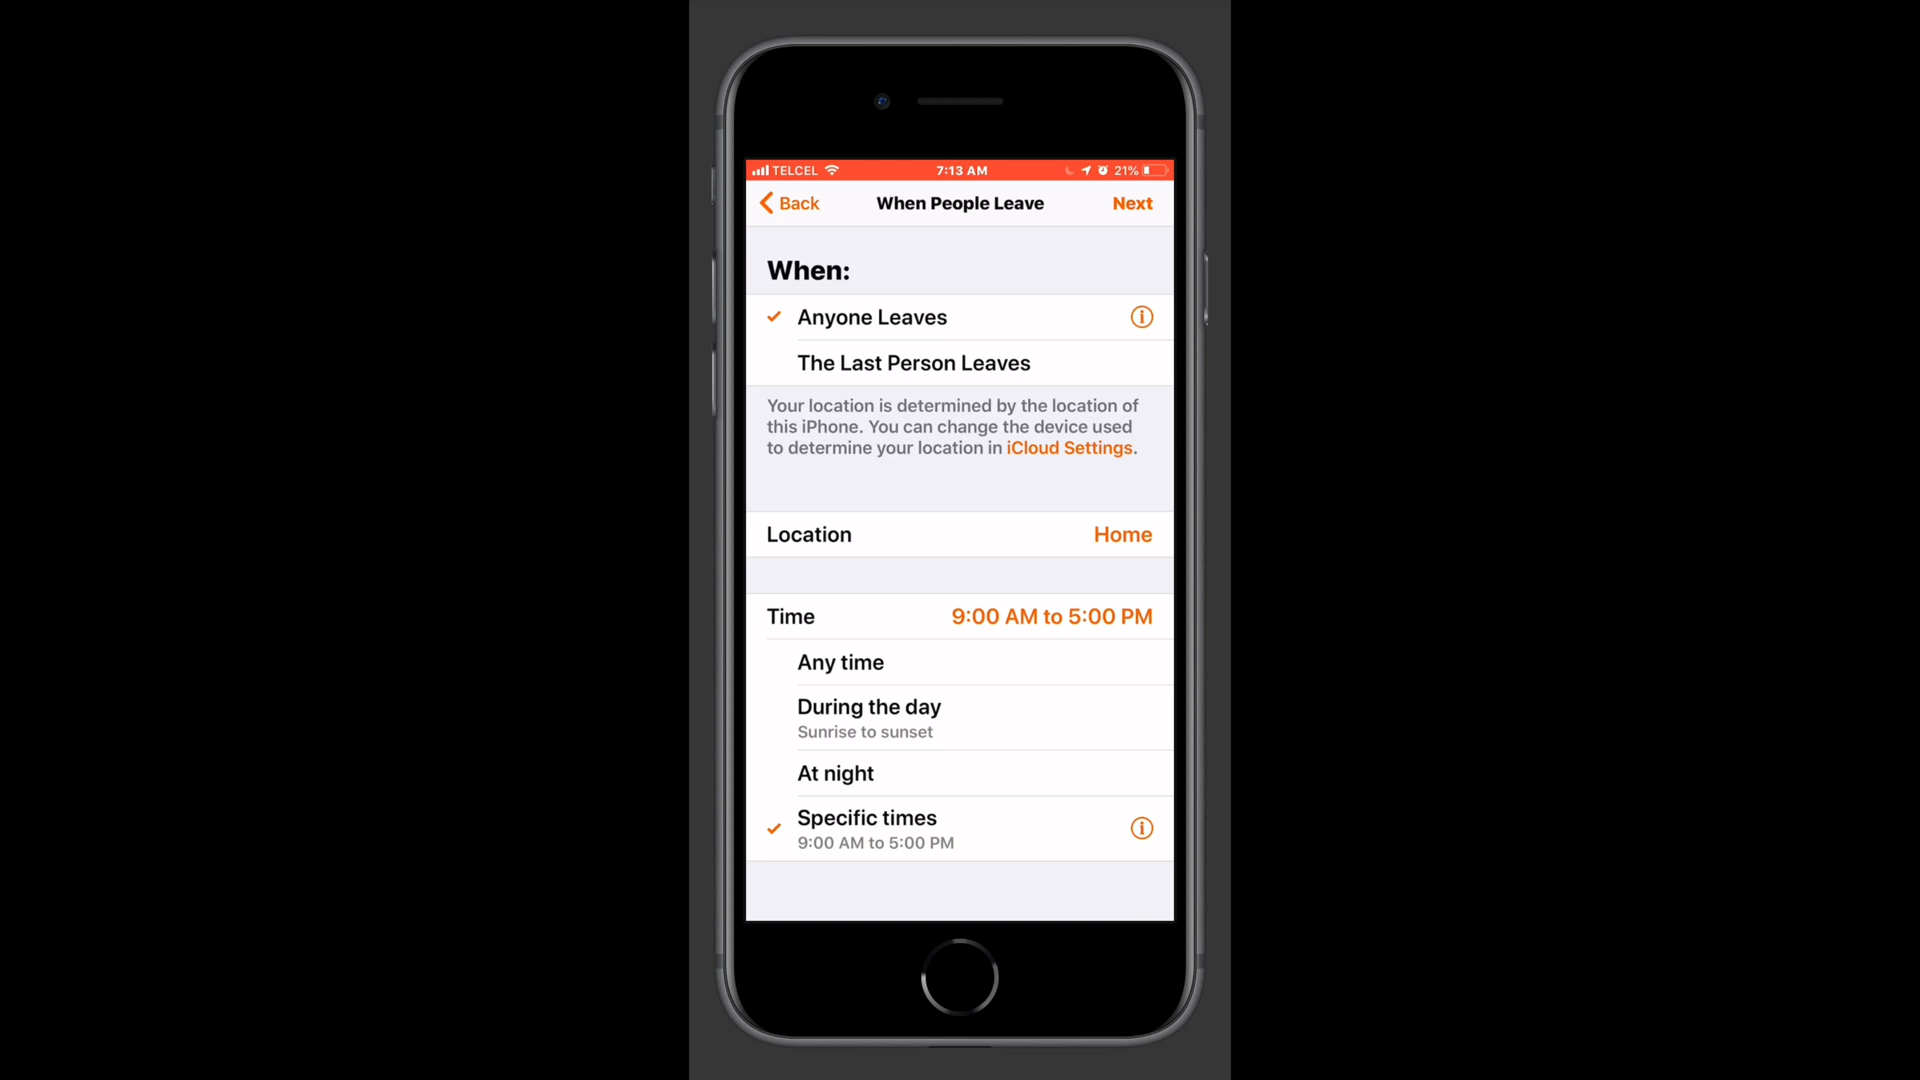 TELCEL 7:13 AM 21%
Back When People Leave Next
When:
Anyone Leaves
The Last Person Leaves
Your location is determined by the location of
this iPhone. You can change the device used
to determine your location in iCloud Settings.
Location Home
Time 9:00 AM to 5:00 PM
Any time
During the day
Sunrise to sunset
At night
Specific times
9:00 AM to 5:00 PM